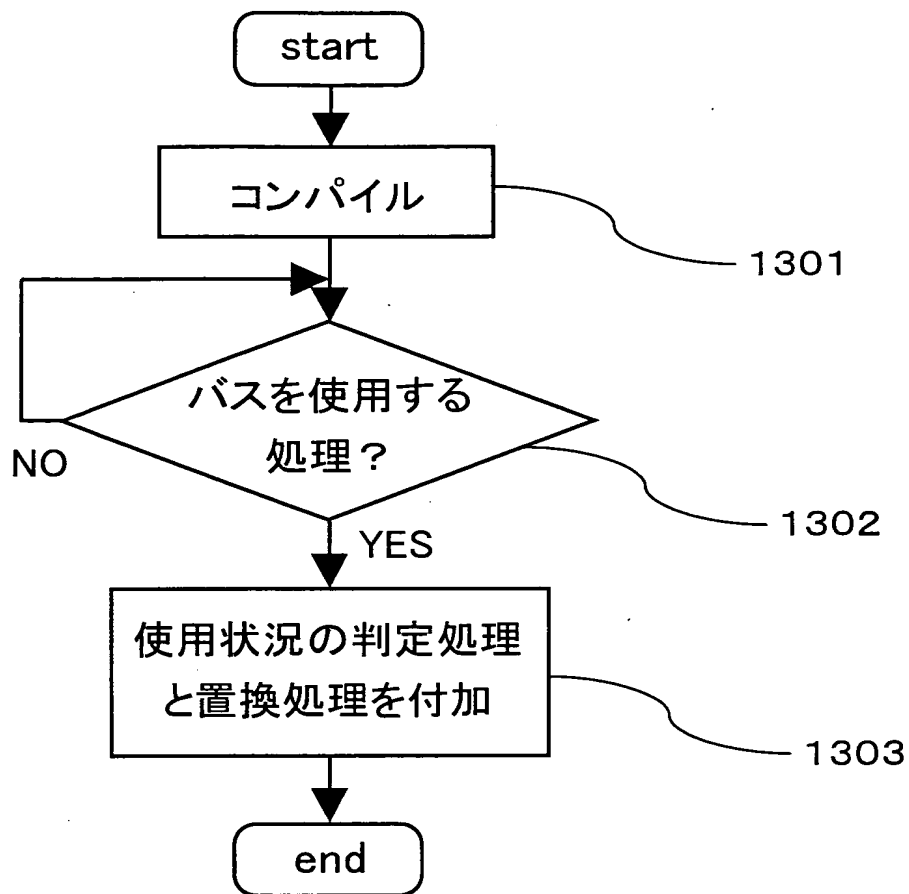 start
コンパイル
1301
バスを使用する
処理？
NO
1302
YES
使用状況の判定処理
と置換処理を付加
1303
end